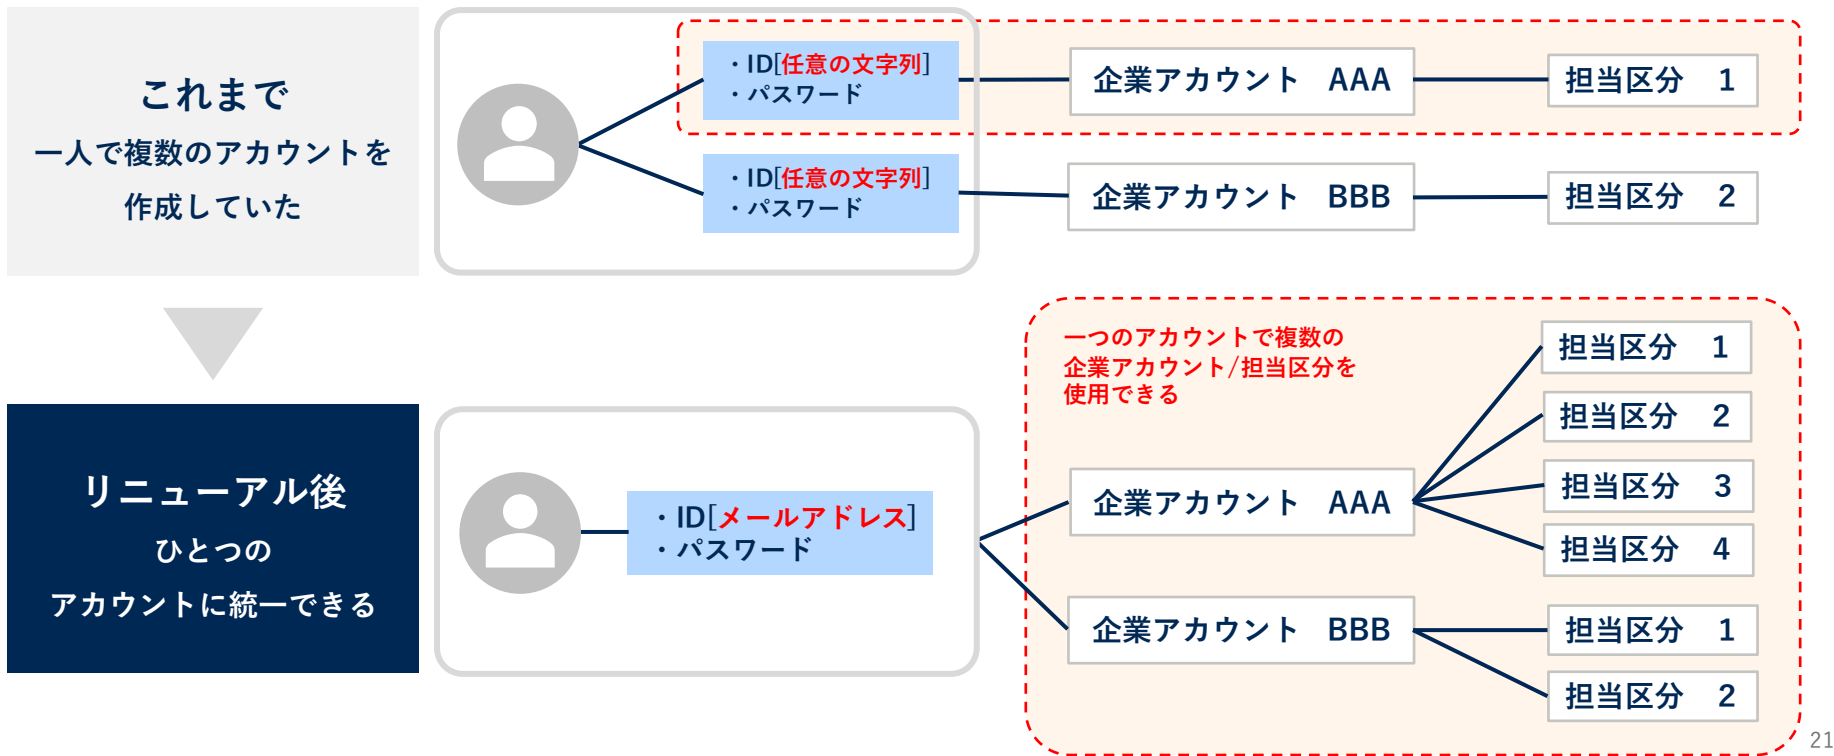 これまで
一人で複数のアカウントを
作成していた
・ID[任意の文字列]
・パスワード
企業アカウント AAA
担当区分 1
・ID[任意の文字列]
・パスワード
企業アカウント BBB
担当区分 2
リニューアル後
ひとつの
アカウントに統一できる
・ID[メールアドレス]
・パスワード
一つのアカウントで複数の
企業アカウント/担当区分を
使用できる
企業アカウント AAA
担当区分 1
担当区分 2
担当区分 3
担当区分 4
企業アカウント BBB
担当区分 1
担当区分 2
21